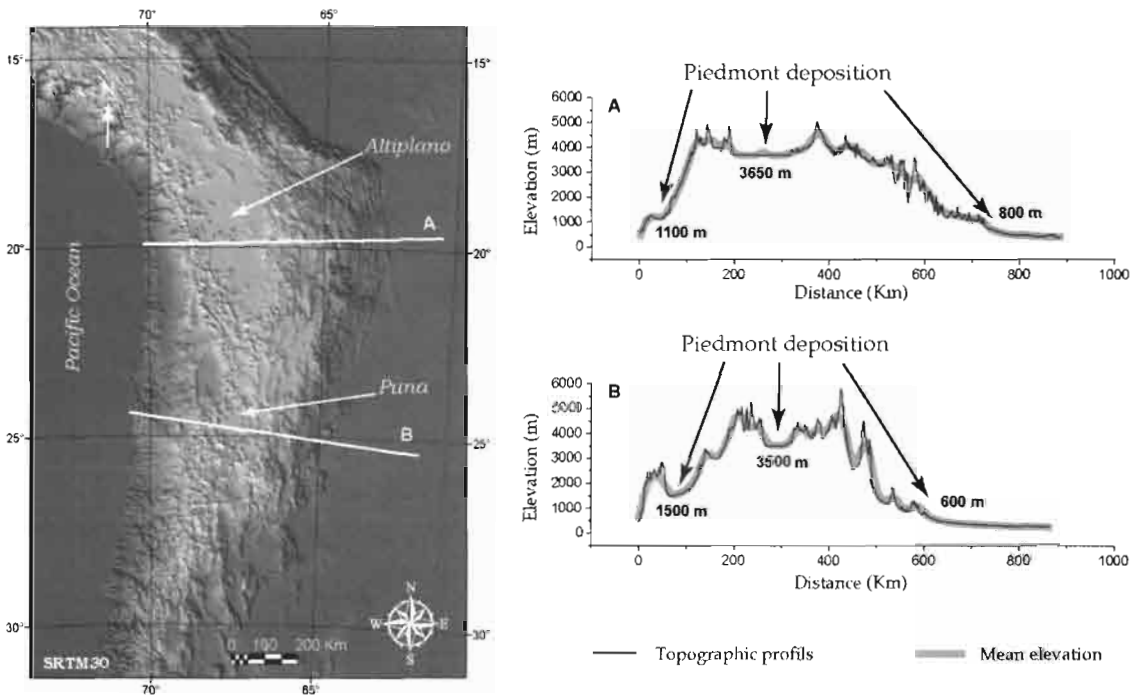 70°
65°
15°
15°
Altiplano
A
20°
20°
Pacific Ocean
Puna
B
25°
25°
N
W E
S
0 100 200 Km
30°
30°
SRTM30
70°
65°
Piedmont deposition
A
6000
5000
4000
3000
2000
1000
0
Elevation (m)
3650 m
1100 m
800 m
0 200 400 600 800 1000
Distance (Km)
Piedmont deposition
B
6000
5000
4000
3000
2000
1000
0
Elevation (m)
3500 m
1500 m
600 m
0 200 400 600 800 1000
Distance (Km)
Topographic profils
Mean elevation